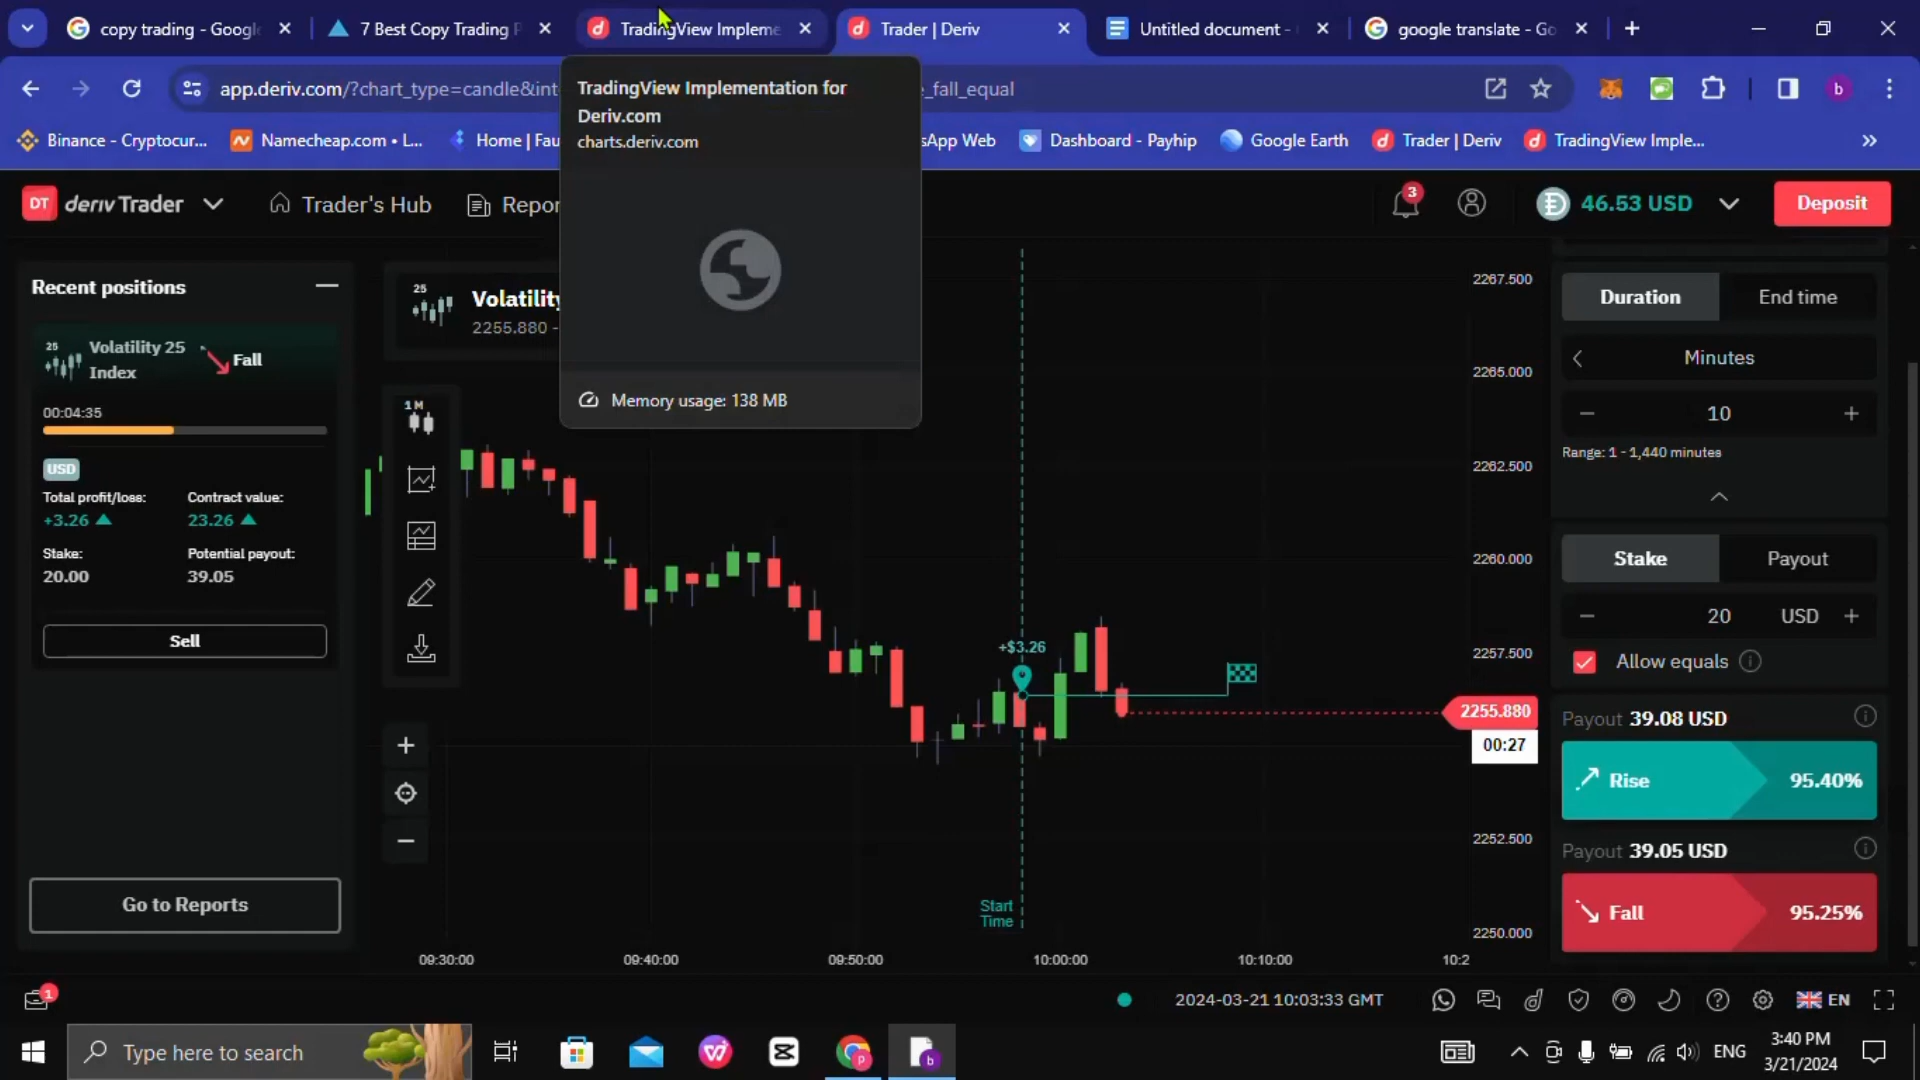 copy trading - Google
7 Best Copy Trading P
TradingView Impleme
Trader | Deriv
Untitled document -
google translate - Go
app.deriv.com/?chart_type=candle&int
_fall_equal
TradingView Implementation for
Deriv.com
charts.deriv.com
Memory usage: 138 MB
b
Binance - Cryptocur...
Namecheap.com • L...
Home | Fau
sApp Web
Dashboard - Payhip
Google Earth
Trader | Deriv
TradingView Imple...
DT deriv Trader
Trader's Hub
Repor
3
46.53 USD
Deposit
Recent positions
25
Volatility 25
Index
Fall
00:04:35
USD
Total profit/loss:
Contract value:
+3.26
23.26
Stake:
Potential payout:
20.00
39.05
Sell
Go to Reports
25
Volatility
2255.880 -
1M
+$3.26
Start
Time
2267.500
2265.000
2262.500
2260.000
2257.500
2255.880
00:27
2252.500
2250.000
09:30:00
09:40:00
09:50:00
10:00:00
10:10:00
10:2
Duration
End time
Minutes
10
Range: 1 - 1,440 minutes
Stake
Payout
20
USD
Allow equals
Payout 39.08 USD
Rise
95.40%
Payout 39.05 USD
Fall
95.25%
1
2024-03-21 10:03:33 GMT
EN
Type here to search
p
b
ENG
3:40 PM
3/21/2024